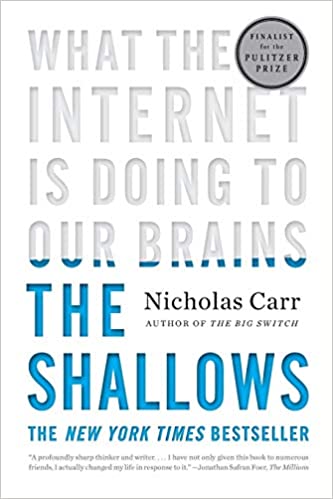 WHAT THE
FINALIST
for the
PULITZER
PRIZE
INTERNET
IS DOING TO
OUR BRAINS
THE
Nicholas Carr
AUTHOR OF THE BIG SWITCH
SHALLOWS
THE NEW YORK TIMES BESTSELLER
"A profoundly sharp thinker and writer. . . . I have not only given this book to numerous
friends, I actually changed my life in response to it."—Jonathan Safran Foer, The Millions